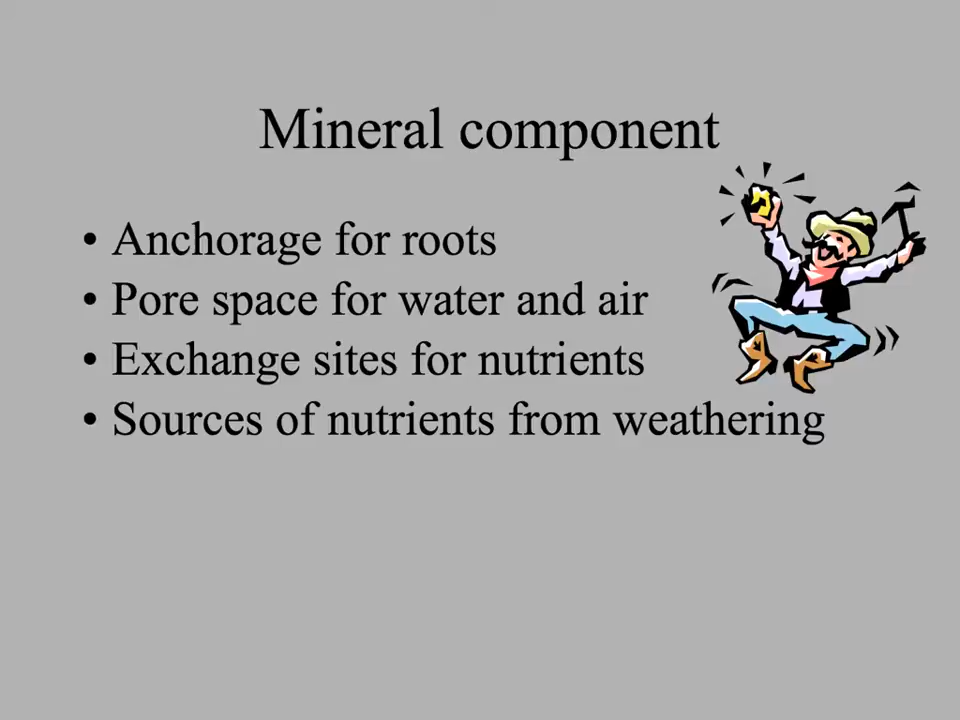 Mineral component
• Anchorage for roots
• Pore space for water and air
• Exchange sites for nutrients
• Sources of nutrients from weathering